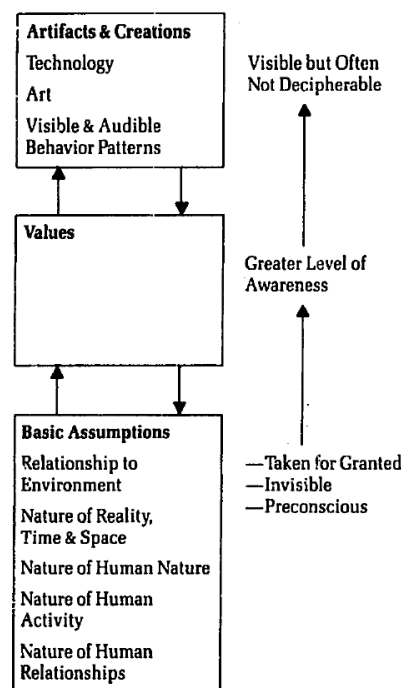 Artifacts & Creations
Technology
Art
Visible & Audible
Behavior Patterns
Visible but Often
Not Decipherable
Values
Greater Level of
Awareness
Basic Assumptions
Relationship to
Environment
Nature of Reality,
Time & Space
Nature of Human Nature
Nature of Human
Activity
Nature of Human
Relationships
—Taken for Granted
—Invisible
—Preconscious